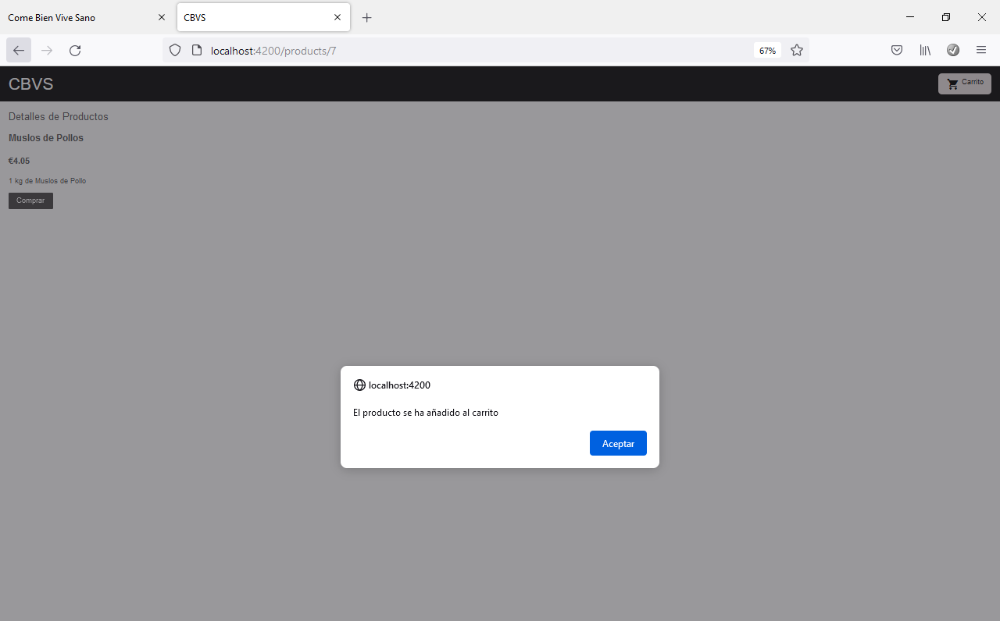 Come Bien Vive Sano
CBVS
localhost:4200/products/7
67%
CBVS
Carrito
Detalles de Productos
Muslos de Pollos
€4.05
1 kg de Muslos de Pollo
Comprar
localhost:4200
El producto se ha añadido al carrito
Aceptar